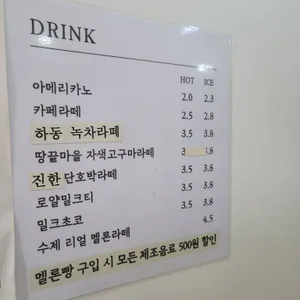 DRINK
HOT ICE
아메리카노 2.0 2.3
카페라떼 2.5 2.8
하동 녹차라떼 3.5 3.8
땅끝마을 자색고구마라떼
진한 단호박라떼 3.5 3.8
로얄밀크티 3.5 3.8
밀크초코 3.5 3.8
수제 리얼 멜론라떼 4.5
멜론빵 구입 시 모든 제조음료 500원 할인